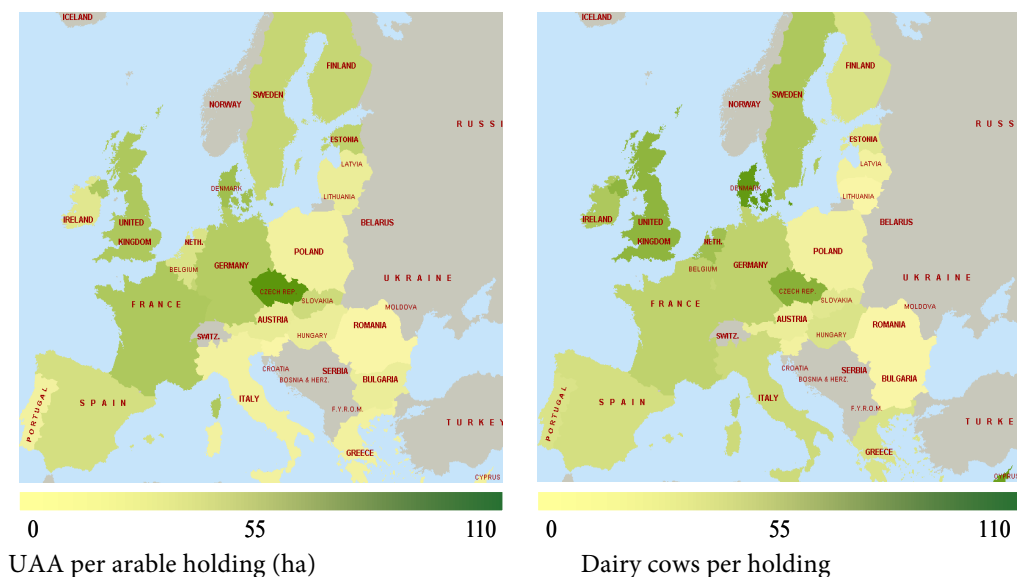 ICELAND
FINLAND
NORWAY
SWEDEN
RUSSI
ESTONIA
LATVIA
DENMARK
LITHUANIA
IRELAND
UNITED
KINGDOM
BELARUS
NETH.
POLAND
GERMANY
BELGIUM
UKRAINE
CZECH REP.
FRANCE
SLOVAKIA
MOLDOVA
AUSTRIA
ROMANIA
SWITZ.
HUNGARY
CROATIA
SERBIA
BOSNIA & HERZ.
BULGARIA
PORTUGAL
SPAIN
ITALY
F.Y.R.O.M.
TURKEY
GREECE
CYPRUS
0 55 110
UAA per arable holding (ha)
ICELAND
FINLAND
NORWAY
SWEDEN
RUSSI
ESTONIA
LATVIA
DENMARK
LITHUANIA
IRELAND
UNITED
KINGDOM
BELARUS
NETH.
POLAND
GERMANY
BELGIUM
UKRAINE
CZECH REP.
FRANCE
SLOVAKIA
MOLDOVA
AUSTRIA
ROMANIA
SWITZ.
HUNGARY
CROATIA
SERBIA
BOSNIA & HERZ.
BULGARIA
PORTUGAL
SPAIN
ITALY
F.Y.R.O.M.
TURKE
GREECE
CYPRUS
0 55 110
Dairy cows per holding